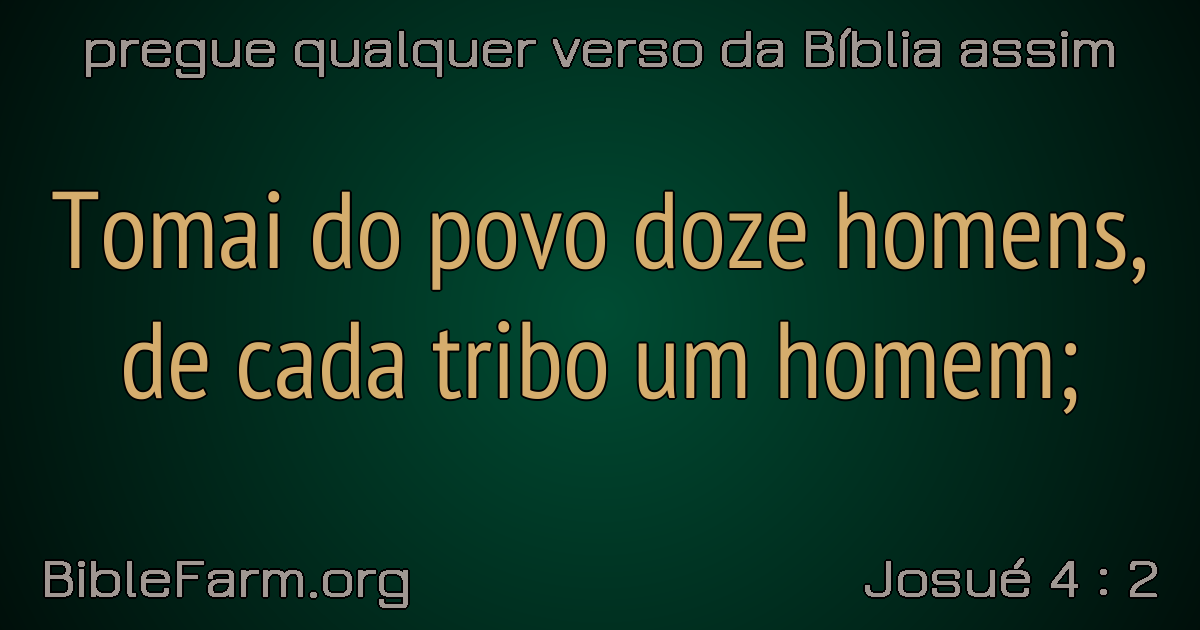 pregue qualquer verso da Bíblia assim
Tomai do povo doze homens,
de cada tribo um homem;
BibleFarm.org
Josué 4 : 2